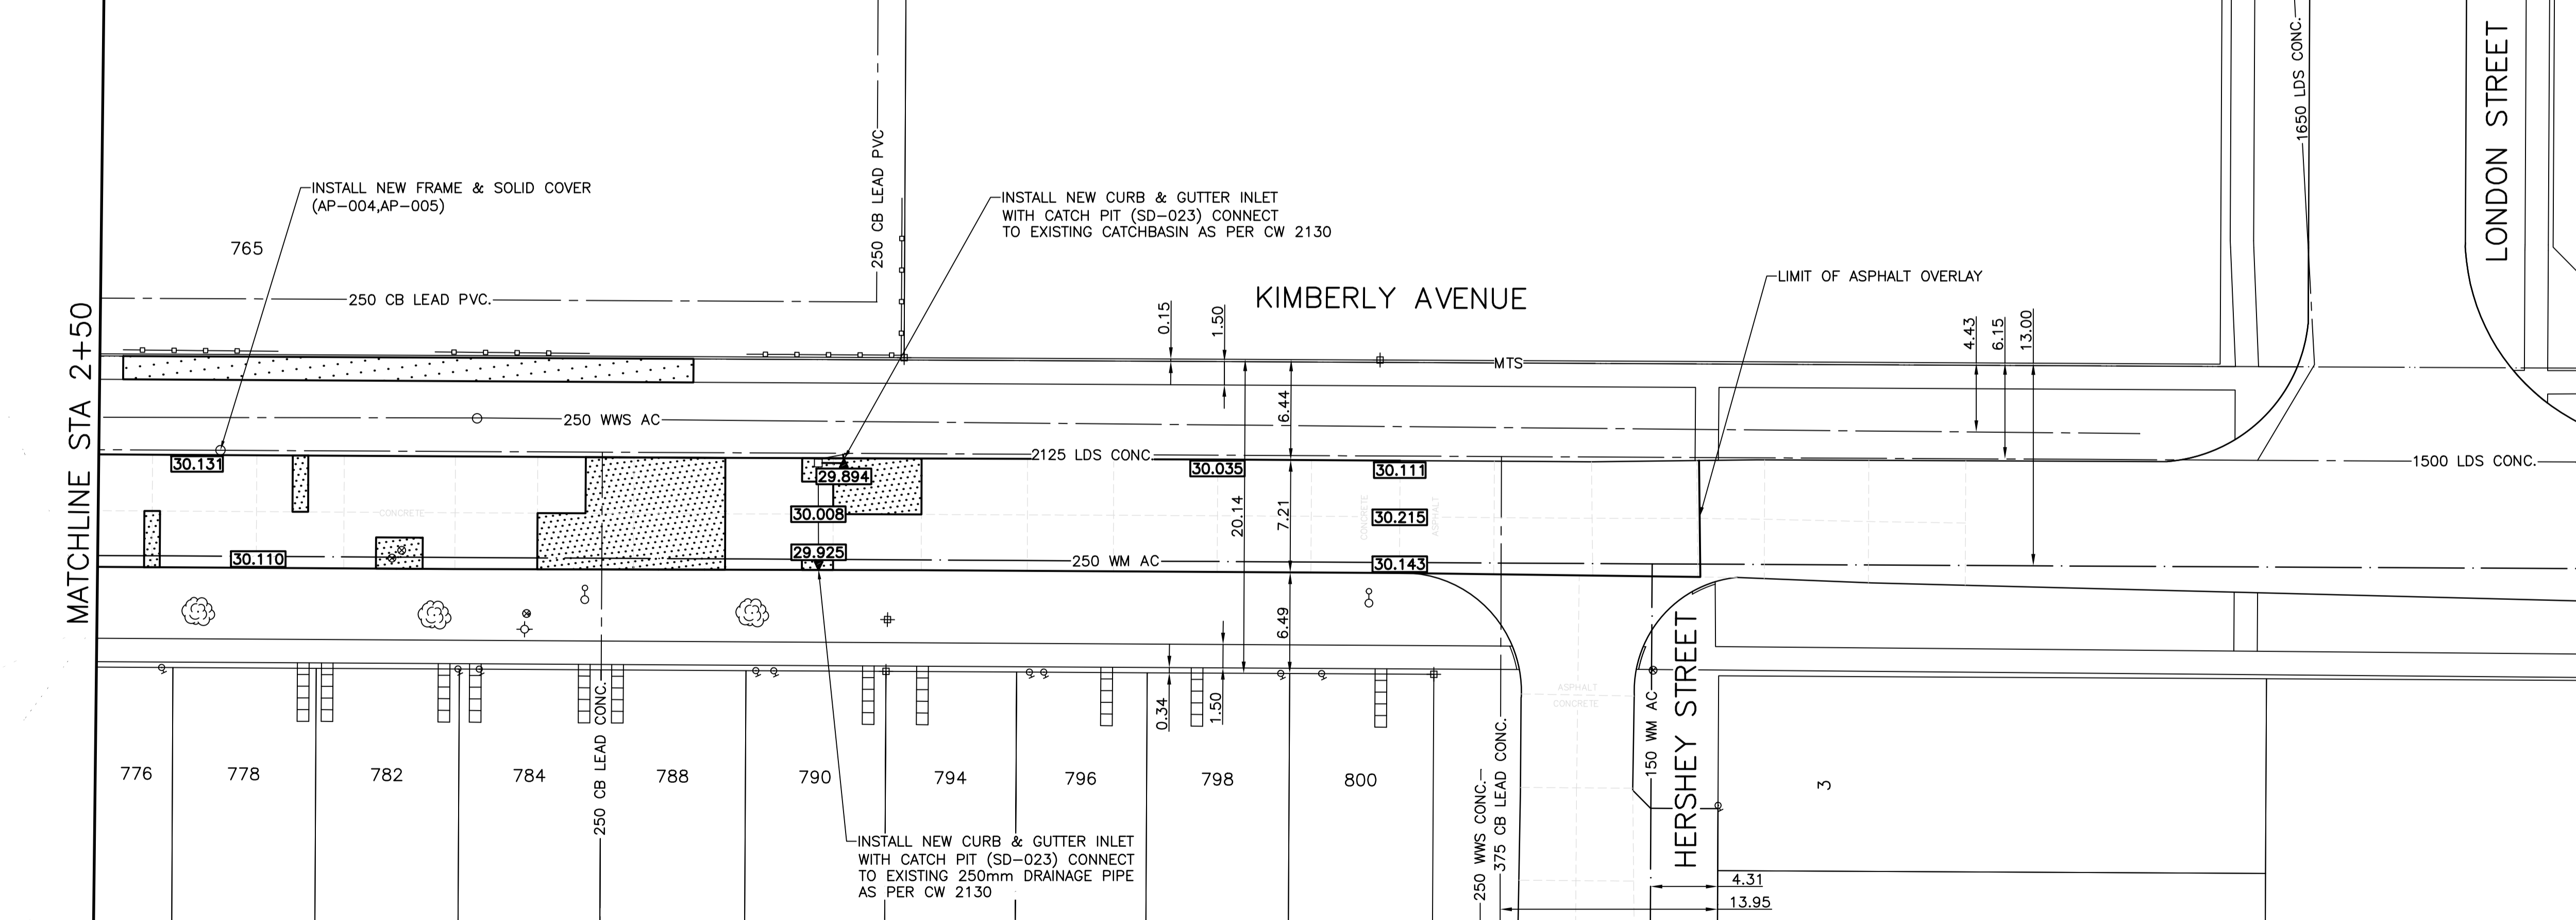 INSTALL NEW FRAME & SOLID COVER
(AP-004,AP-005)
765
250 CB LEAD PVC.
250 CB LEAD PVC
INSTALL NEW CURB & GUTTER INLET
WITH CATCH PIT (SD-023) CONNECT
TO EXISTING CATCHBASIN AS PER CW 2130
KIMBERLY AVENUE
LIMIT OF ASPHALT OVERLAY
1650 LDS CONC.
LONDON STREET
MATCHLINE STA 2+50
0.15
1.50
4.43
6.15
13.00
MTS
250 WWS AC
6.44
2125 LDS CONC.
1500 LDS CONC.
30.131
29.894
30.035
30.111
CONCRETE
30.008
20.14
7.21
CONCRETE
30.215
ASPHALT
30.110
29.925
250 WM AC
30.143
6.49
0.34
1.50
250 CB LEAD CONC.
ASPHALT
CONCRETE
150 WM AC
HERSHEY STREET
250 WWS CONC.
375 CB LEAD CONC.
776
778
782
784
788
790
794
796
798
800
3
INSTALL NEW CURB & GUTTER INLET
WITH CATCH PIT (SD-023) CONNECT
TO EXISTING 250mm DRAINAGE PIPE
AS PER CW 2130
4.31
13.95